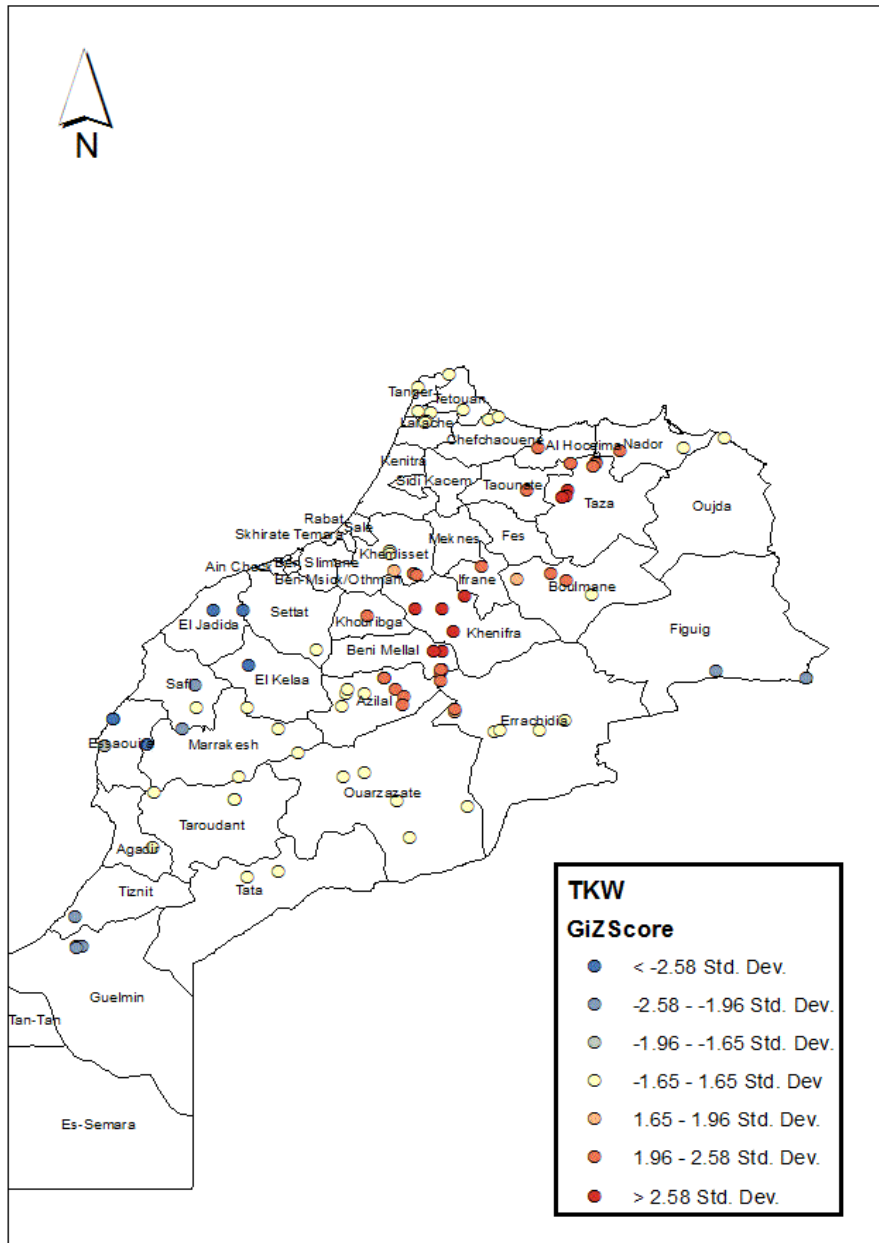 N
Tanger
Tetouan
Larache
Chefchaouene
Al Hoceima
Nador
Kenitra
Sidi Kacem
Taounate
Taza
Oujda
Rabat
Sale
Skhirate Temara
Meknes
Fes
Khemisset
Ain Chock
Ben Slimane
Ben-Msick/Othman
Ifrane
Boulmane
El Jadida
Settat
Khouribga
Khenifra
Figuig
Beni Mellal
Safi
El Kelaa
Azilal
Errachidia
Essaouira
Marrakesh
Ouarzazate
Taroudant
Agadir
Tiznit
Tata
Guelmin
Tan-Tan
Es-Semara
TKW
GiZScore
< -2.58 Std. Dev.
-2.58 - -1.96 Std. Dev.
-1.96 - -1.65 Std. Dev.
-1.65 - 1.65 Std. Dev
1.65 - 1.96 Std. Dev.
1.96 - 2.58 Std. Dev.
> 2.58 Std. Dev.